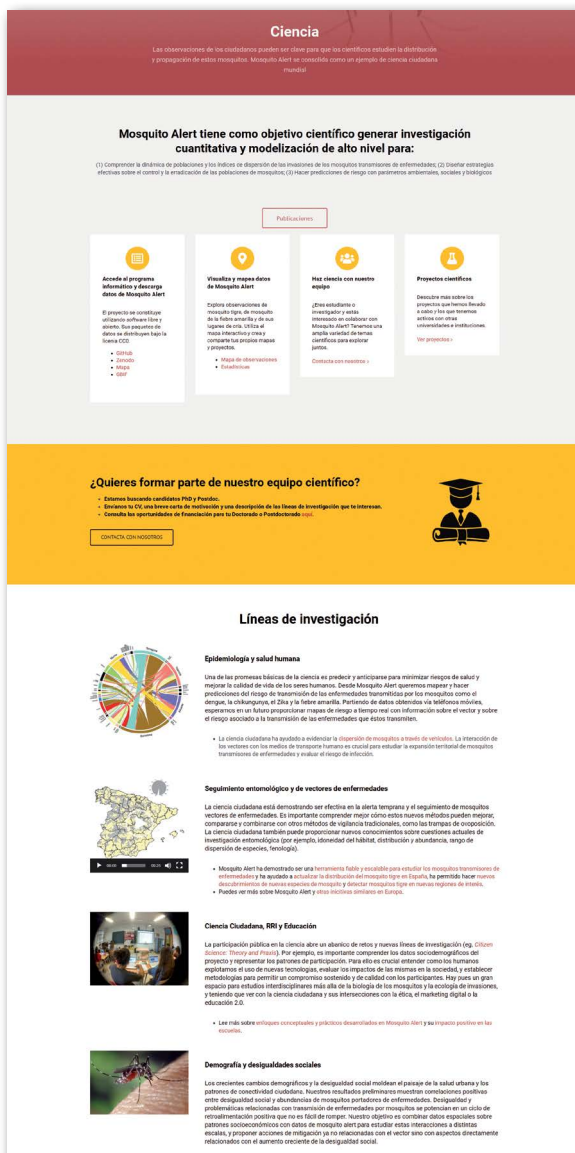 Ciencia
Las observaciones de los ciudadanos pueden ser clave para que los científicos estudien la distribución
y propagación de estos mosquitos. Mosquito Alert se consolida como un ejemplo de ciencia ciudadana
mundial
Mosquito Alert tiene como objetivo científico generar investigación
cuantitativa y modelización de alto nivel para:
(1) Comprender la dinámica de poblaciones y los índices de dispersión de las invasiones de los mosquitos transmisores de enfermedades; (2) Diseñar estrategias
efectivas sobre el control y la erradicación de las poblaciones de mosquitos; (3) Hacer predicciones de riesgo con parámetros ambientales, sociales y biológicos
Publicaciones
Accede al programa
informático y descarga
datos de Mosquito Alert
El proyecto se constituye
utilizando software libre y
abierto. Sus paquetes de
datos se distribuyen bajo la
licencia CC0.
• GitHub
• Zenodo
• Mapa
• GBIF
Visualiza y mapea datos
de Mosquito Alert
Explora observaciones de
mosquito tigre, de mosquito
de la fiebre amarilla y de sus
lugares de cría. Utiliza el
mapa interactivo y crea y
comparte tus propios mapas
y proyectos.
• Mapa de observaciones
• Estadísticas
Haz ciencia con nuestro
equipo
¿Eres estudiante o
investigador y estás
interesado en colaborar con
Mosquito Alert? Tenemos una
amplia variedad de temas
científicos para explorar
juntos.
Contacta con nosotros >
Proyectos científicos
Descubre más sobre los
proyectos que hemos llevado
a cabo y los que tenemos
activos con otras
universidades e instituciones.
Ver proyectos >
¿Quieres formar parte de nuestro equipo científico?
• Estamos buscando candidatos PhD y Postdoc.
• Envíanos tu CV, una breve carta de motivación y una descripción de las líneas de investigación que te interesan.
• Consulta las oportunidades de financiación para tu Doctorado o Postdoctorado aquí.
CONTACTA CON NOSOTROS
Líneas de investigación
Epidemiología y salud humana
Una de las promesas básicas de la ciencia es predecir y anticiparse para minimizar riesgos de salud y
mejorar la calidad de vida de los seres humanos. Desde Mosquito Alert queremos mapear y hacer
predicciones del riesgo de transmisión de las enfermedades transmitidas por los mosquitos como el
dengue, la chikungunya, el Zika y la fiebre amarilla. Partiendo de datos obtenidos vía teléfonos móviles,
esperamos en un futuro proporcionar mapas de riesgo a tiempo real con información sobre el vector y sobre
el riesgo asociado a la transmisión de las enfermedades que éstos transmiten.
• La ciencia ciudadana ha ayudado a evidenciar la dispersión de mosquitos a través de vehículos. La interacción de
los vectores con los medios de transporte humano es crucial para estudiar la expansión territorial de mosquitos
transmisores de enfermedades y evaluar el riesgo de infección.
Seguimiento entomológico y de vectores de enfermedades
La ciencia ciudadana está demostrando ser efectiva en la alerta temprana y el seguimiento de mosquitos
vectores de enfermedades. Es importante comprender mejor cómo estos nuevos métodos pueden mejorar,
compararse y combinarse con otros métodos de vigilancia tradicionales, como las trampas de ovoposición.
La ciencia ciudadana también puede proporcionar nuevos conocimientos sobre cuestiones actuales de
investigación entomológica (por ejemplo, idoneidad del hábitat, distribución y abundancia, rango de
dispersión de especies, fenología).
• Mosquito Alert ha demostrado ser una herramienta fiable y escalable para estudiar los mosquitos transmisores de
enfermedades y ha ayudado a actualizar la distribución del mosquito tigre en España, ha permitido hacer nuevos
descubrimientos de nuevas especies de mosquito y detectar mosquitos tigre en nuevas regiones de interés.
• Puedes ver más sobre Mosquito Alert y otras inicitivas similares en Europa.
Ciencia Ciudadana, RRI y Educación
La participación pública en la ciencia abre un abanico de retos y nuevas líneas de investigación (eg. Citizen
Science: Theory and Praxis). Por ejemplo, es importante comprender los datos sociodemográficos del
proyecto y representar los patrones de participación. Para ello es crucial entender como los humanos
explotamos el uso de nuevas tecnologías, evaluar los impactos de las mismas en la sociedad, y establecer
metodologías para permitir un compromiso sostenido y de calidad con los participantes. Hay pues un gran
espacio para estudios interdisciplinares más allá de la biología de los mosquitos y la ecología de invasiones,
y teniendo que ver con la ciencia ciudadana y sus intersecciones con la ética, el marketing digital o la
educación 2.0.
• Lee más sobre enfoques conceptuales y prácticos desarrollados en Mosquito Alert y su impacto positivo en las
escuelas.
Demografía y desigualdades sociales
Los crecientes cambios demográficos y la desigualdad social moldean el paisaje de la salud urbana y los
patrones de conectividad ciudadana. Nuestros resultados preliminares muestran correlaciones positivas
entre desigualdad social y abundancias de mosquitos portadores de enfermedades. Desigualdad y
problemáticas relacionadas con transmisión de enfermedades por mosquitos se potencian en un ciclo de
retroalimentación positiva que no es fácil de romper. Nuestro objetivo es combinar datos espaciales sobre
patrones socioeconómicos con datos de mosquito alert para estudiar estas interacciones a distintas
escalas, y proponer acciones de mitigación ya no relacionadas con el vector sino con aspectos directamente
relacionados con el aumento creciente de la desigualdad social.